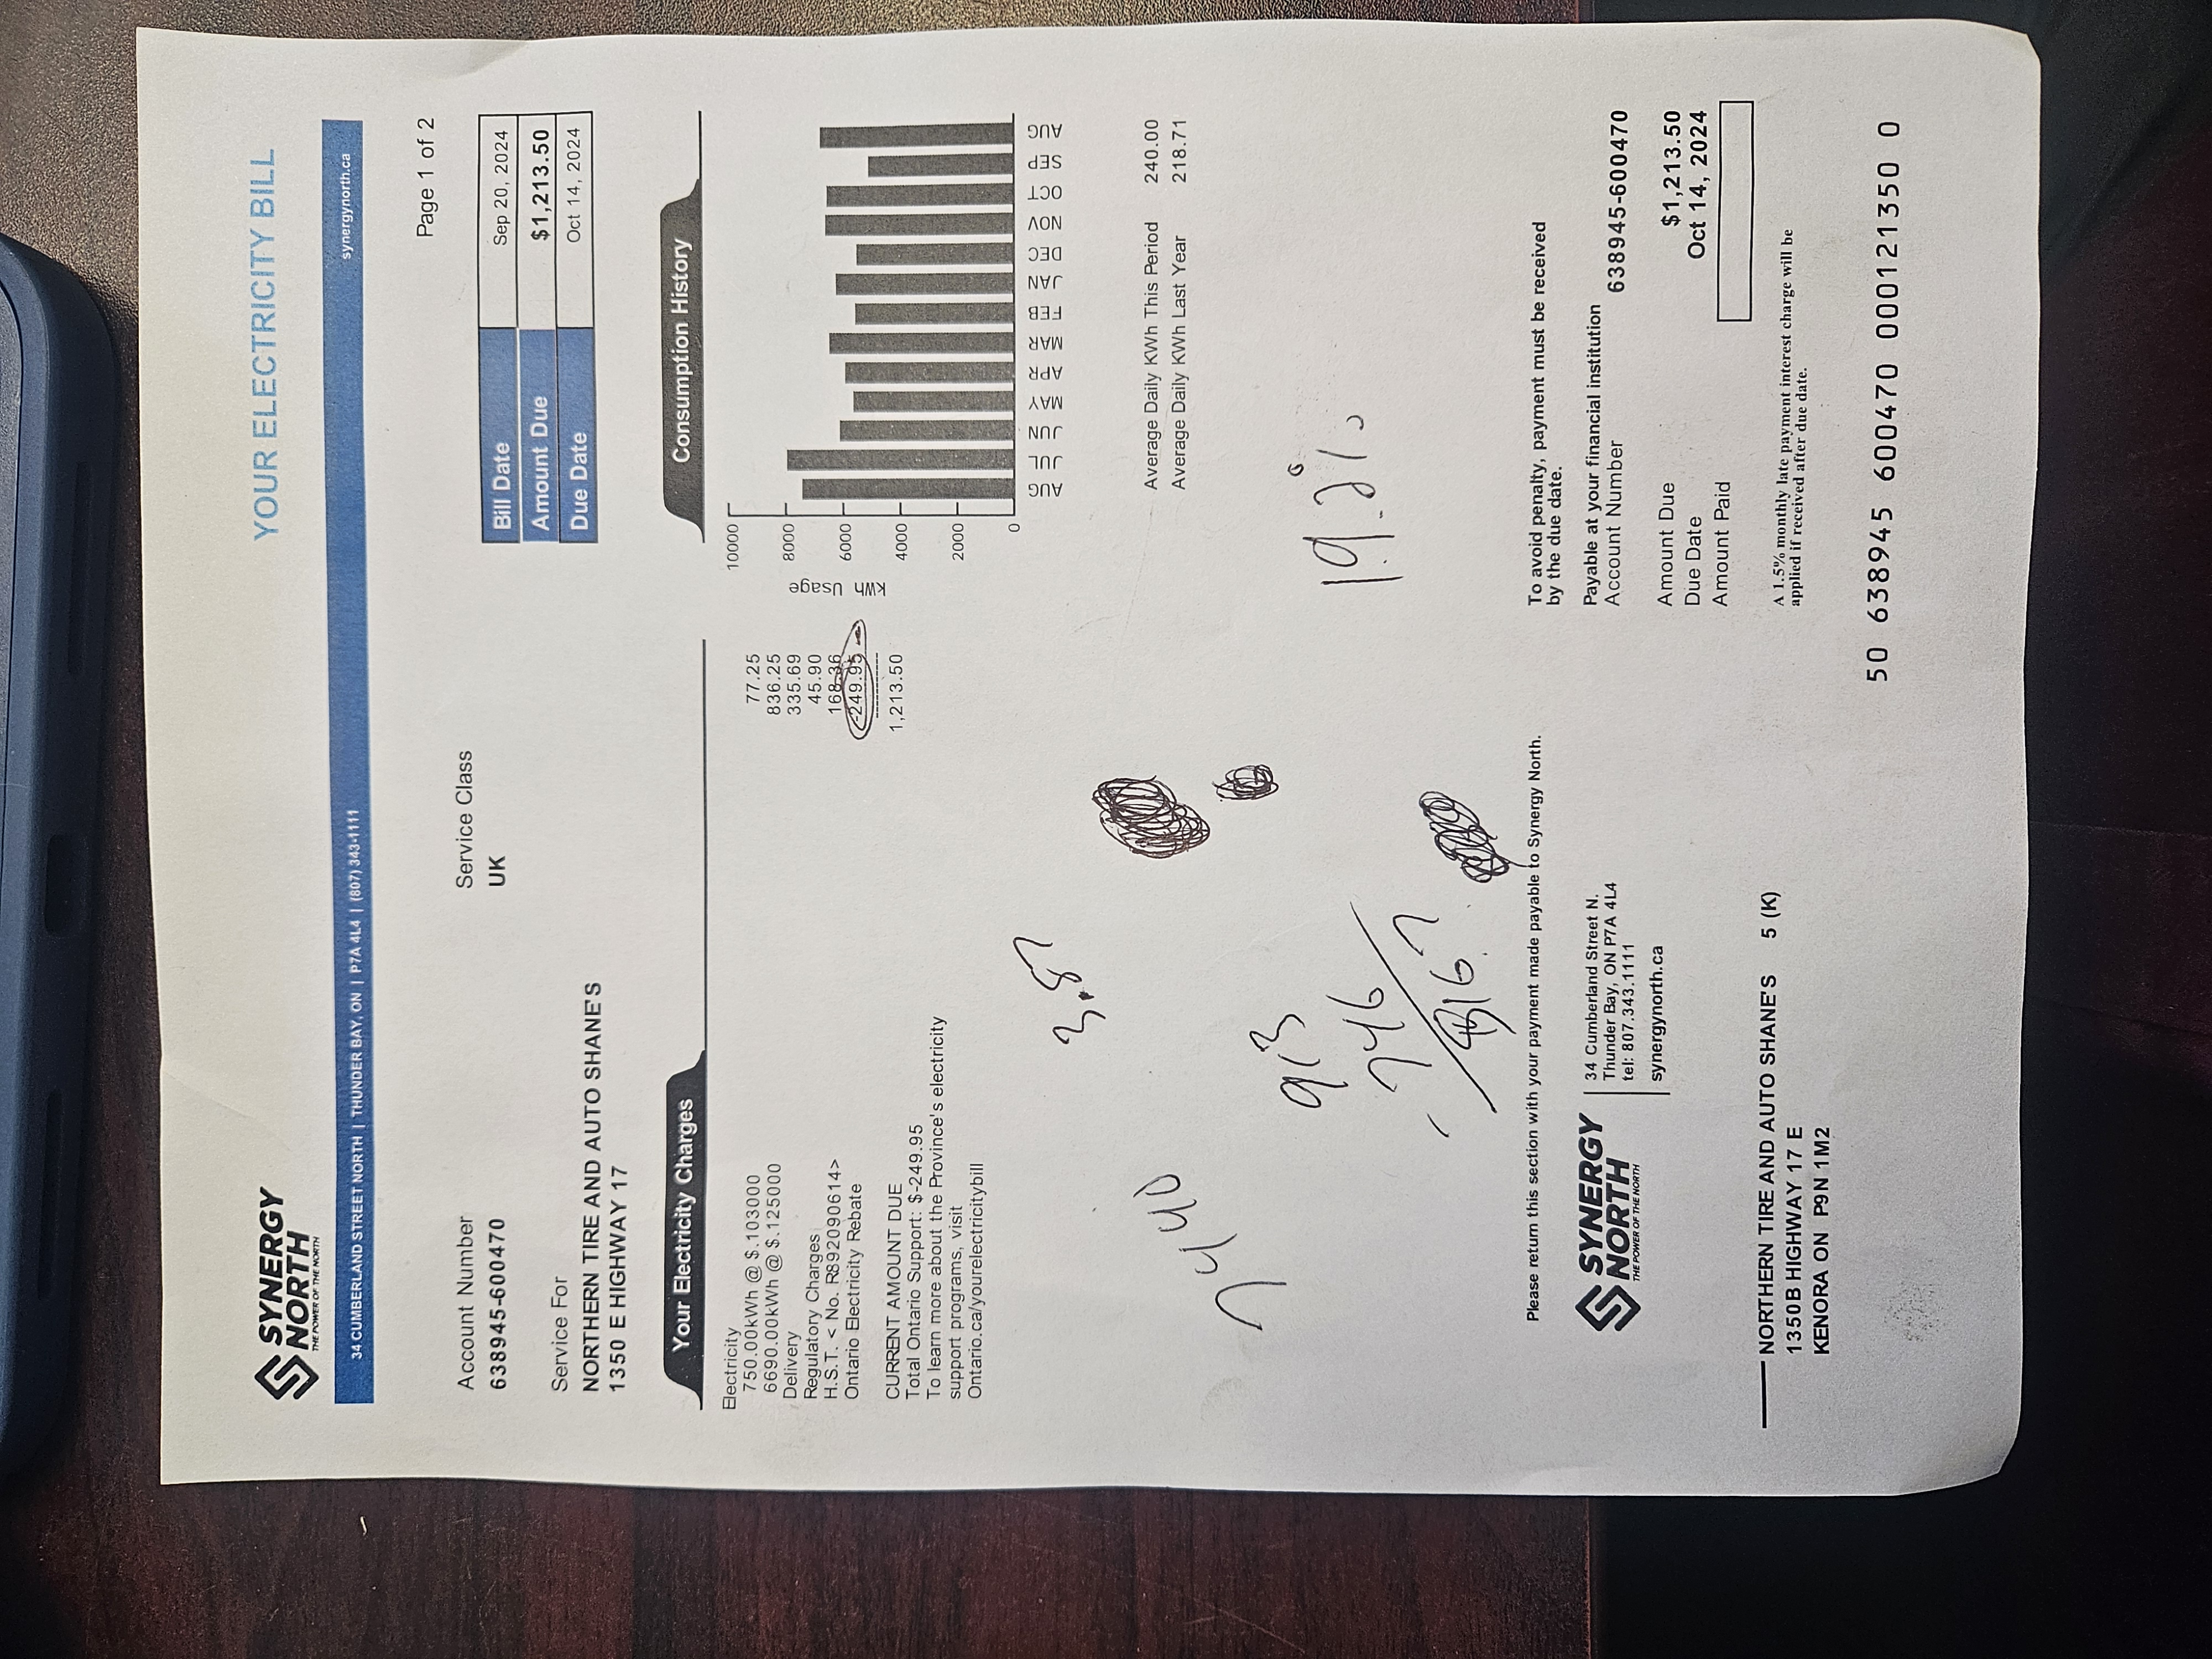 SYNERGY
NORTH
THE POWER OF THE NORTH
YOUR ELECTRICITY BILL
34 CUMBERLAND STREET NORTH | THUNDER BAY, ON | P7A 4L4 | (807) 343-1111
synergynorth.ca
Page 1 of 2
Account Number
638945-600470
Service Class
UK
Bill Date Sep 20, 2024
Amount Due $1,213.50
Due Date Oct 14, 2024
Service For
NORTHERN TIRE AND AUTO SHANE'S
1350 E HIGHWAY 17
Your Electricity Charges
Electricity
750.00kWh @ $.103000 77.25
6690.00kWh @ $.125000 836.25
Delivery 335.69
Regulatory Charges 45.90
H.S.T. < No. R892090614> 168.36
Ontario Electricity Rebate -249.95
-----------
CURRENT AMOUNT DUE 1,213.50
Total Ontario Support: $-249.95
To learn more about the Province's electricity
support programs, visit
Ontario.ca/yourelectricitybill
Consumption History
kWh Usage
10000
8000
6000
4000
2000
0
AUG JUL JUN MAY APR MAR FEB JAN DEC NOV OCT SEP AUG
Average Daily KWh This Period 240.00
Average Daily KWh Last Year 218.71
3.87
7440
913
- 746
$167
19.2%
Please return this section with your payment made payable to Synergy North.
SYNERGY
NORTH
THE POWER OF THE NORTH
34 Cumberland Street N.
Thunder Bay, ON P7A 4L4
tel: 807.343.1111
synergynorth.ca
To avoid penalty, payment must be received
by the due date.
Payable at your financial institution
Account Number 638945-600470
Amount Due $1,213.50
Due Date Oct 14, 2024
Amount Paid
NORTHERN TIRE AND AUTO SHANE'S 5 (K)
1350B HIGHWAY 17 E
KENORA ON P9N 1M2
A 1.5% monthly late payment interest charge will be
applied if received after due date.
50 638945 600470 000121350 0